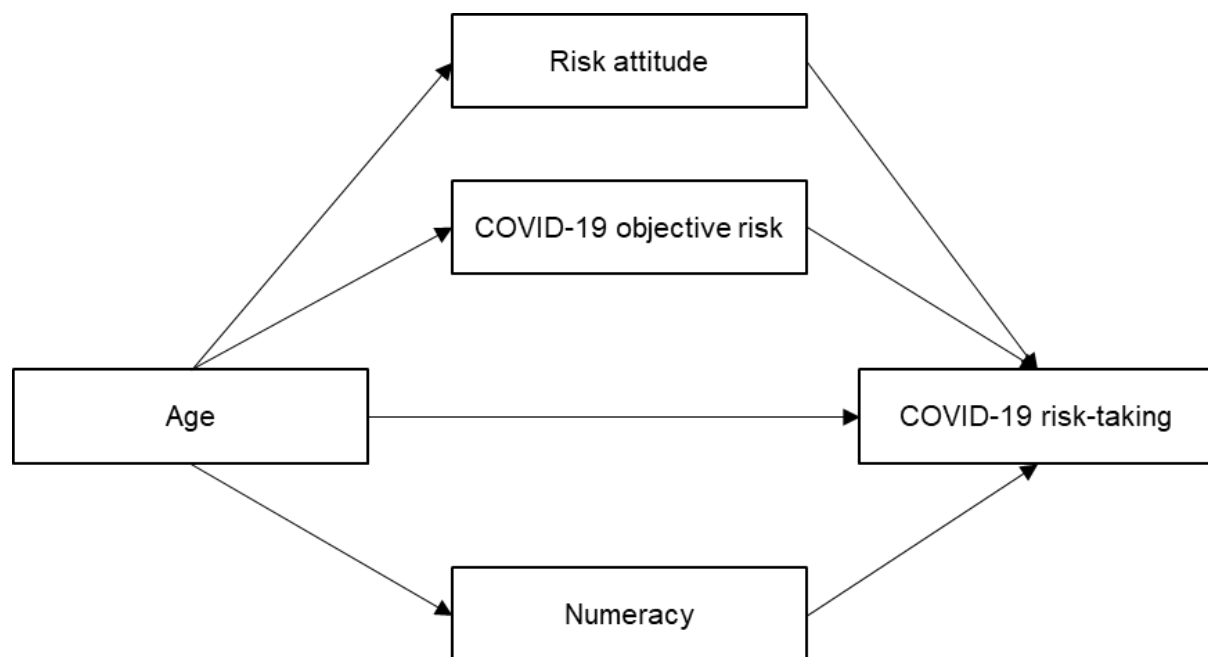 Risk attitude
COVID-19 objective risk
Age
COVID-19 risk-taking
Numeracy